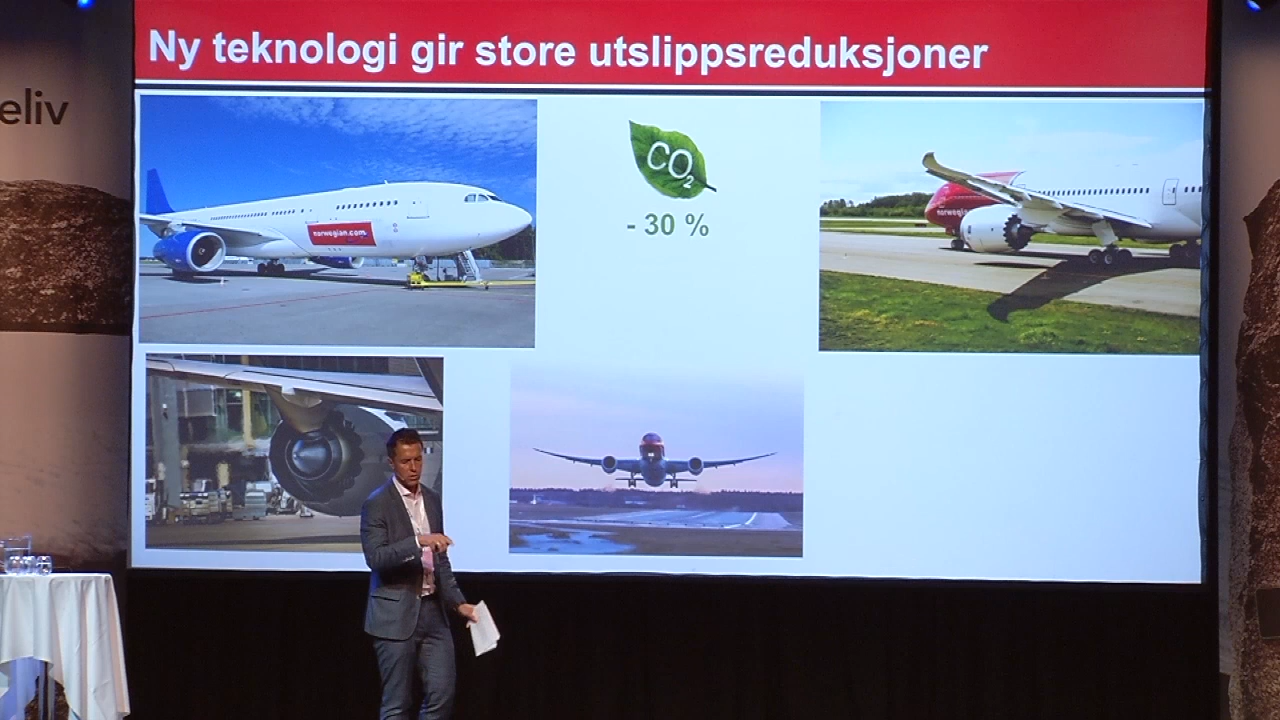 Ny teknologi gir store utslippsreduksjoner
eliv
CO₂
- 30 %
norwegian.com
norwegian